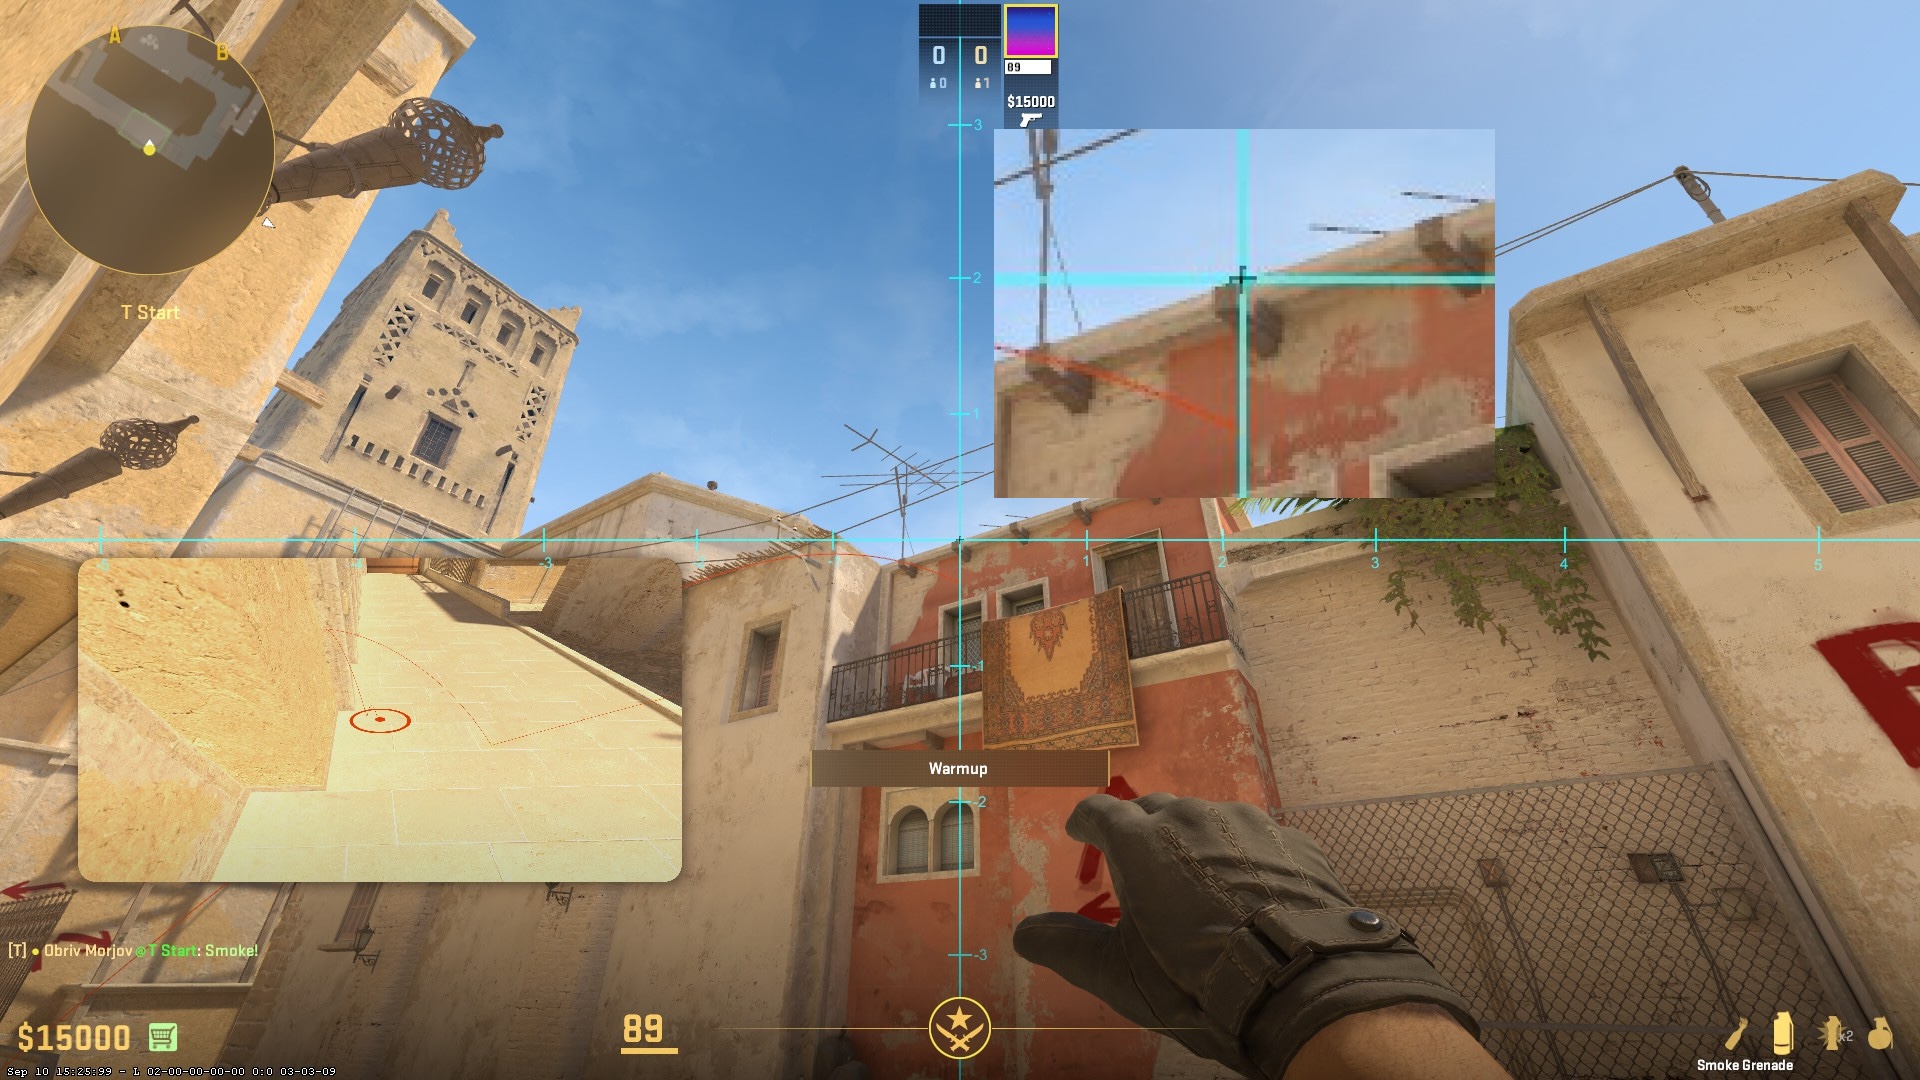 A
B
T Start
0 0
0 1
89
$15000
3
2
1
-3
1
2
3
4
5
-1
-2
-3
Warmup
[T] ● Obriv Morjov @T Start: Smoke!
$15000
89
x2
Smoke Grenade
Sep 10 15:25:99 - L 02-00-00-00-00 0:0 03-03-09